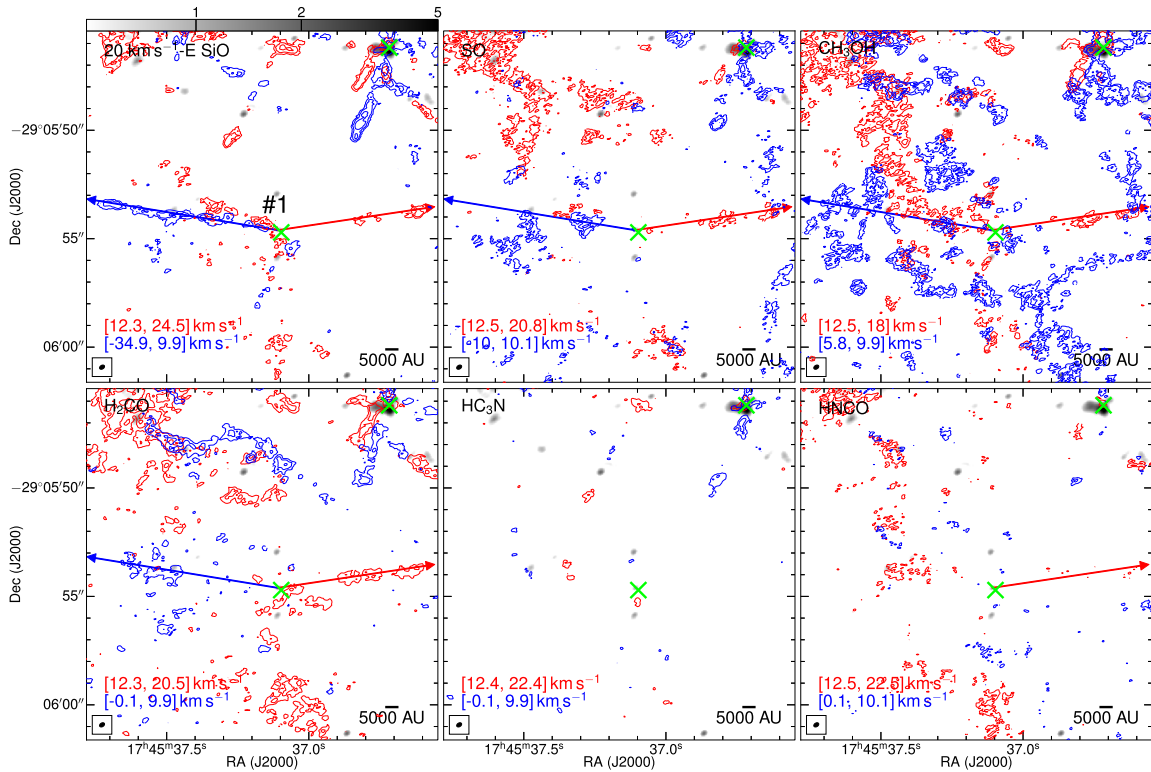 1 2 5
20 km s⁻¹-E SiO
SO
CH₃OH
−29°05′50″
#1
55″
06′00″
Dec (J2000)
[12.3, 24.5] km s⁻¹
[-34.9, 9.9] km s⁻¹
5000 AU
[12.5, 20.8] km s⁻¹
[-10, 10.1] km s⁻¹
5000 AU
[12.5, 18] km s⁻¹
[5.8, 9.9] km s⁻¹
5000 AU
H₂CO
HC₃N
HNCO
−29°05′50″
55″
06′00″
Dec (J2000)
[12.3, 20.5] km s⁻¹
[-0.1, 9.9] km s⁻¹
5000 AU
[12.4, 22.4] km s⁻¹
[-0.1, 9.9] km s⁻¹
5000 AU
[12.5, 22.5] km s⁻¹
[0.1, 10.1] km s⁻¹
5000 AU
17ʰ45ᵐ37.5ˢ 37.0ˢ
17ʰ45ᵐ37.5ˢ 37.0ˢ
17ʰ45ᵐ37.5ˢ 37.0ˢ
RA (J2000)
RA (J2000)
RA (J2000)